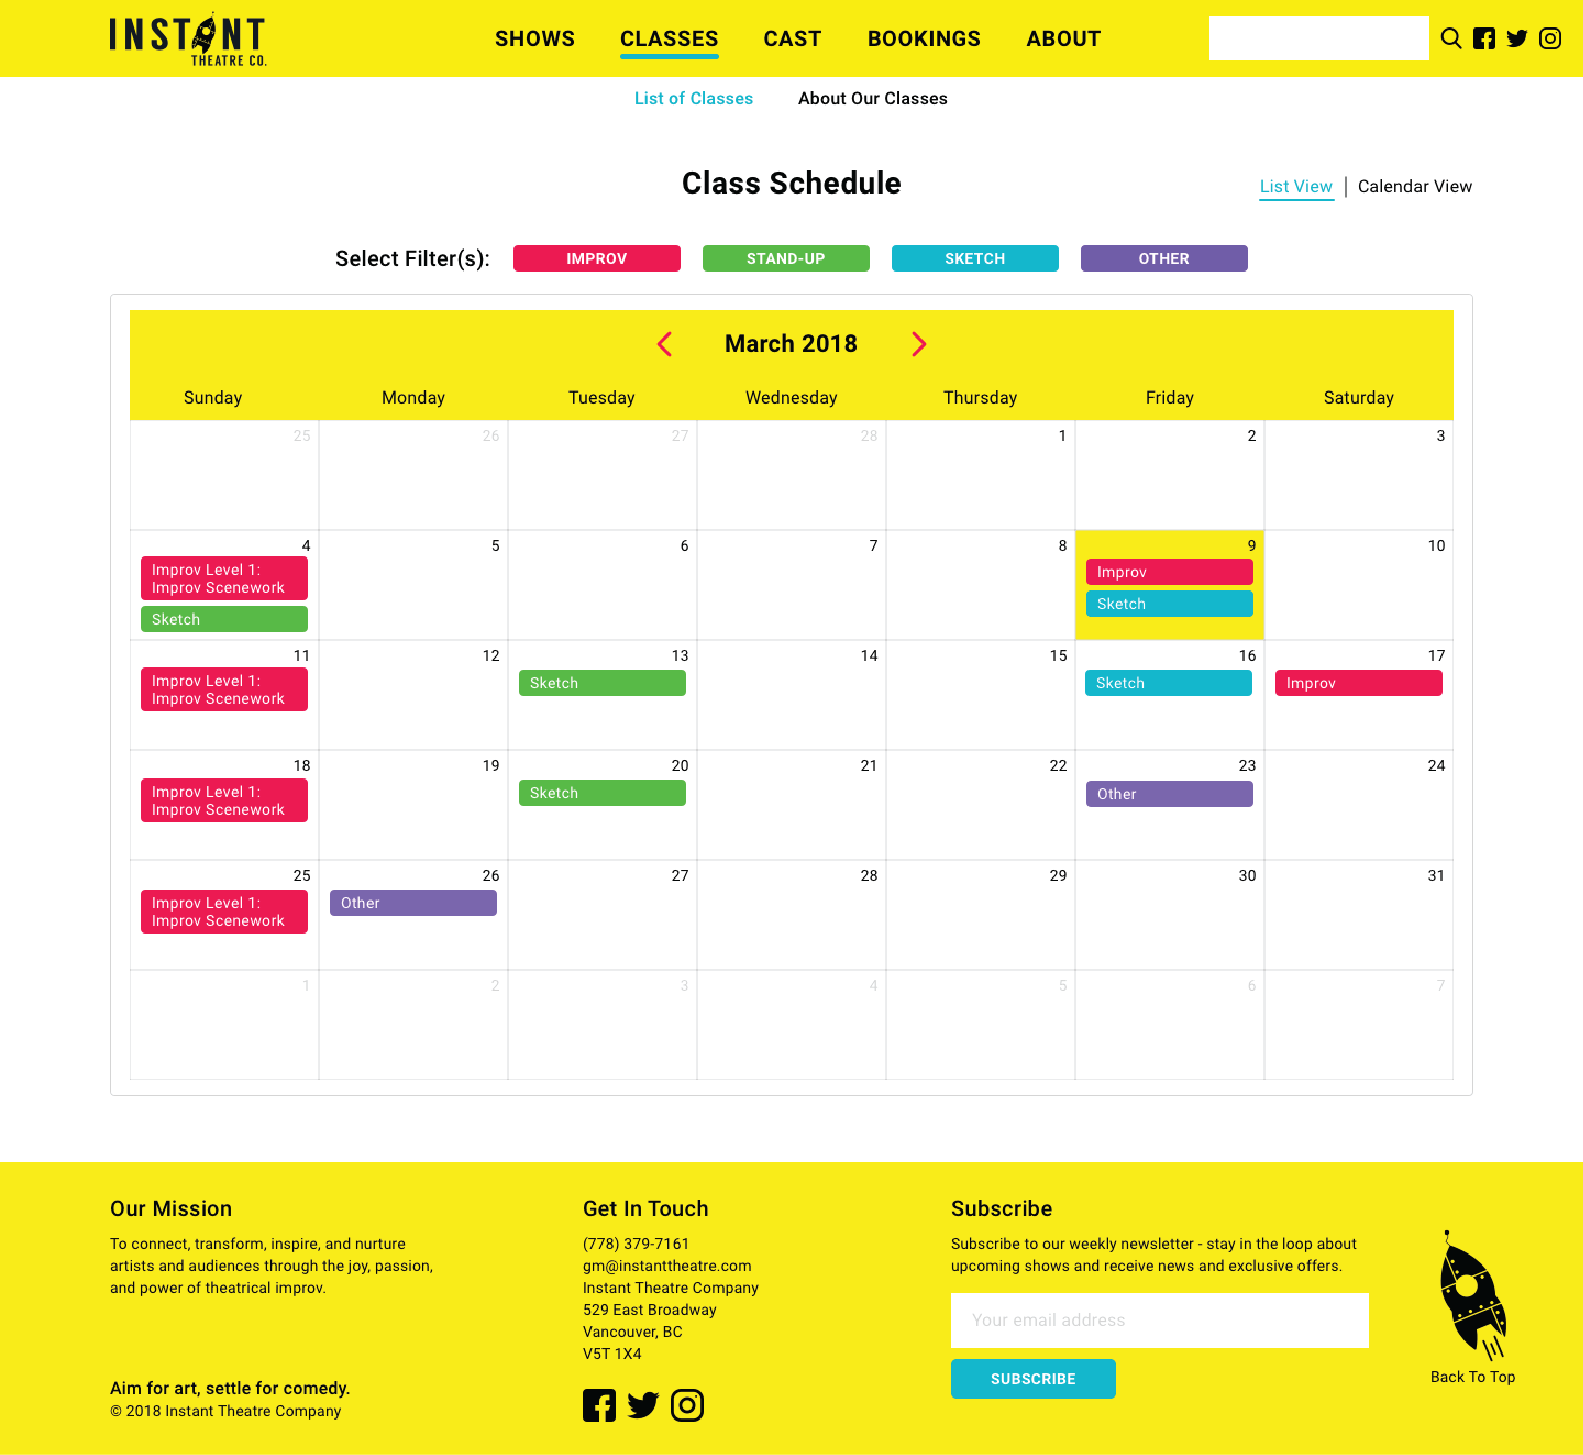 INSTANT
THEATRE CO.
SHOWS CLASSES CAST BOOKINGS ABOUT
List of Classes About Our Classes
Class Schedule
List View | Calendar View
Select Filter(s): IMPROV STAND-UP SKETCH OTHER
March 2018
Sunday Monday Tuesday Wednesday Thursday Friday Saturday
25 26 27 28 1 2 3
4 5 6 7 8 9 10
Improv Level 1:
Improv Scenework
Sketch
Improv
Sketch
11 12 13 14 15 16 17
Improv Level 1:
Improv Scenework
Sketch
Sketch
Improv
18 19 20 21 22 23 24
Improv Level 1:
Improv Scenework
Sketch
Other
25 26 27 28 29 30 31
Improv Level 1:
Improv Scenework
Other
1 2 3 4 5 6 7
Our Mission
To connect, transform, inspire, and nurture
artists and audiences through the joy, passion,
and power of theatrical improv.
Aim for art, settle for comedy.
© 2018 Instant Theatre Company
Get In Touch
(778) 379-7161
gm@instanttheatre.com
Instant Theatre Company
529 East Broadway
Vancouver, BC
V5T 1X4
Subscribe
Subscribe to our weekly newsletter - stay in the loop about
upcoming shows and receive news and exclusive offers.
Your email address
SUBSCRIBE
Back To Top